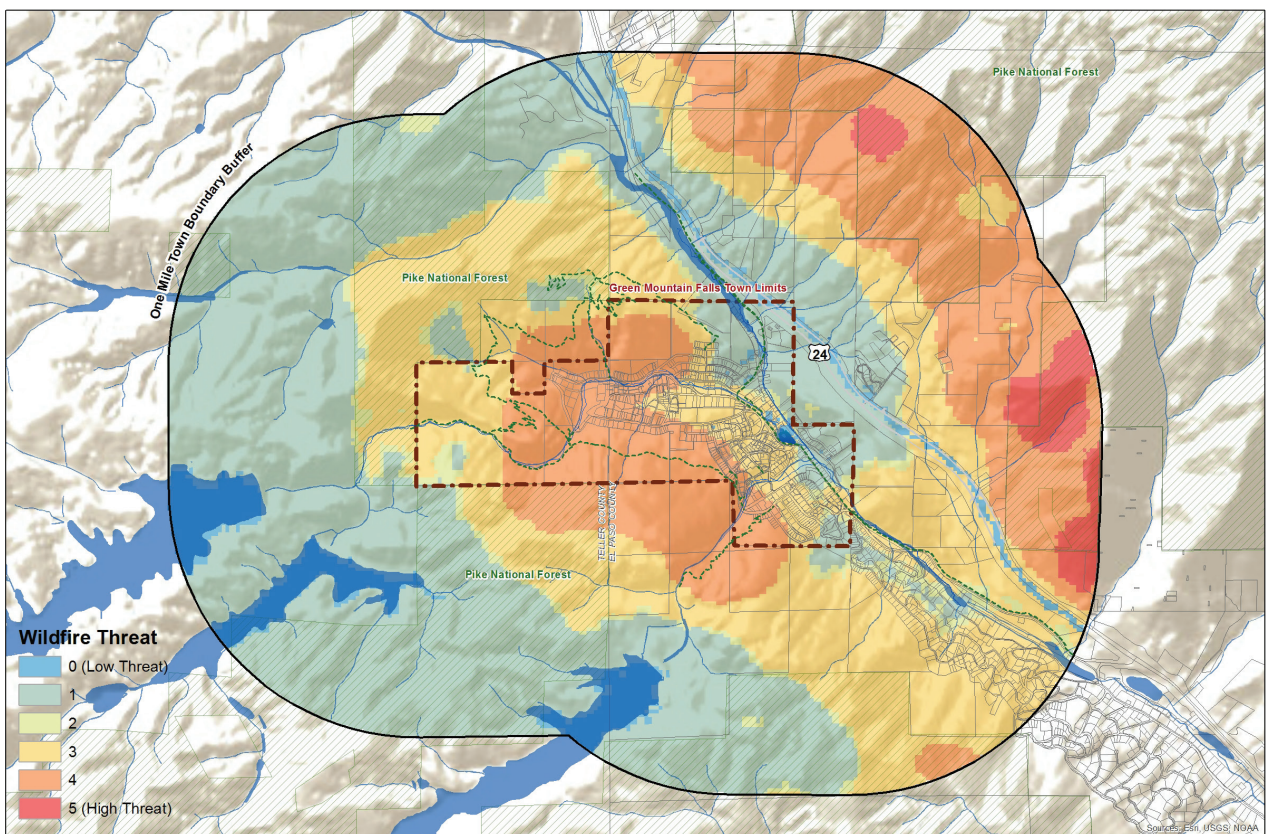 Pike National Forest
One Mile Town Boundary Buffer
Pike National Forest
Green Mountain Falls Town Limits
24
TELLER COUNTY
EL PASO COUNTY
Pike National Forest
Wildfire Threat
0 (Low Threat)
1
2
3
4
5 (High Threat)
Sources: Esri, USGS, NOAA